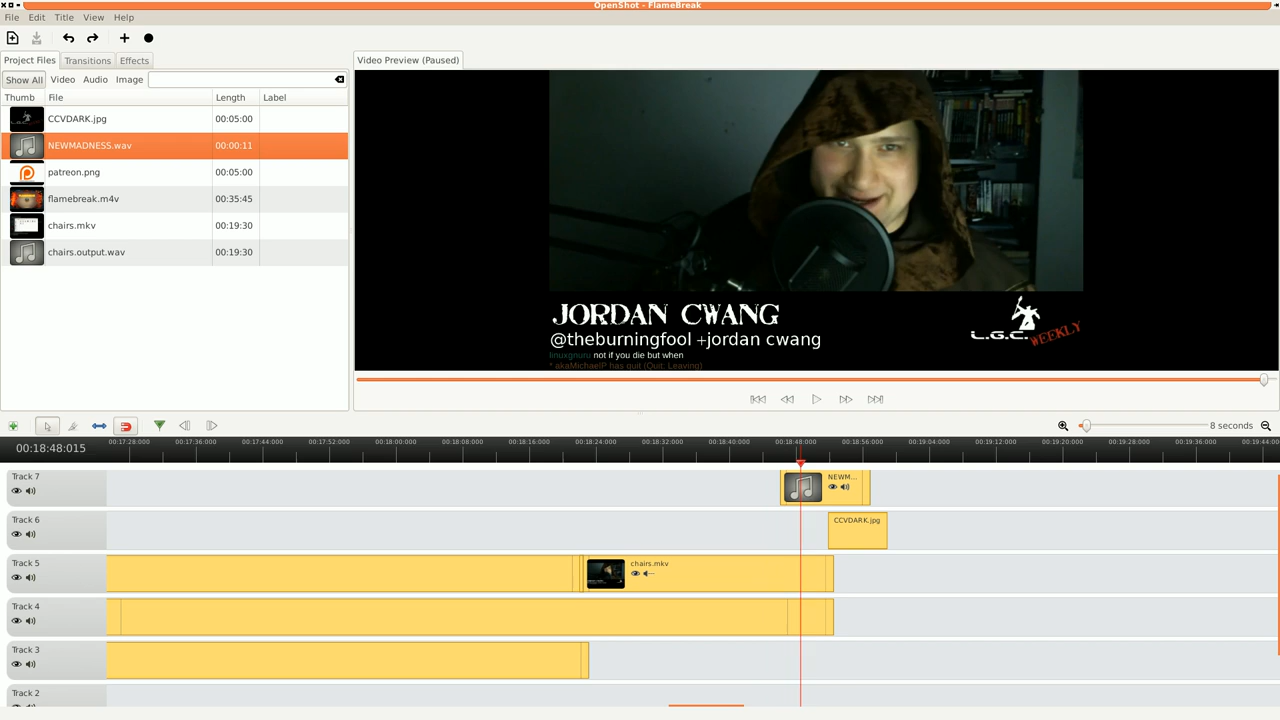 OpenShot - FlameBreak
File Edit Title View Help
Project Files Transitions Effects
Show All Video Audio Image
Thumb File Length Label
CCVDARK.jpg 00:05:00
NEWMADNESS.wav 00:00:11
patreon.png 00:05:00
flamebreak.m4v 00:35:45
chairs.mkv 00:19:30
chairs.output.wav 00:19:30
Video Preview (Paused)
JORDAN CWANG
@theburningfool +jordan cwang
linuxgnuru not if you die but when
* akaMichaelP has quit (Quit: Leaving)
L.G.C. WEEKLY
8 seconds
00:18:48:015
00:17:28:000 00:17:36:000 00:17:44:000 00:17:52:000 00:18:00:000 00:18:08:000 00:18:16:000 00:18:24:000 00:18:32:000 00:18:40:000 00:18:48:000 00:18:56:000 00:19:04:000 00:19:12:000 00:19:20:000 00:19:28:000 00:19:36:000 00:19:44:000
Track 7
NEWM...
Track 6
CCVDARK.jpg
Track 5
chairs.mkv
Track 4
Track 3
Track 2